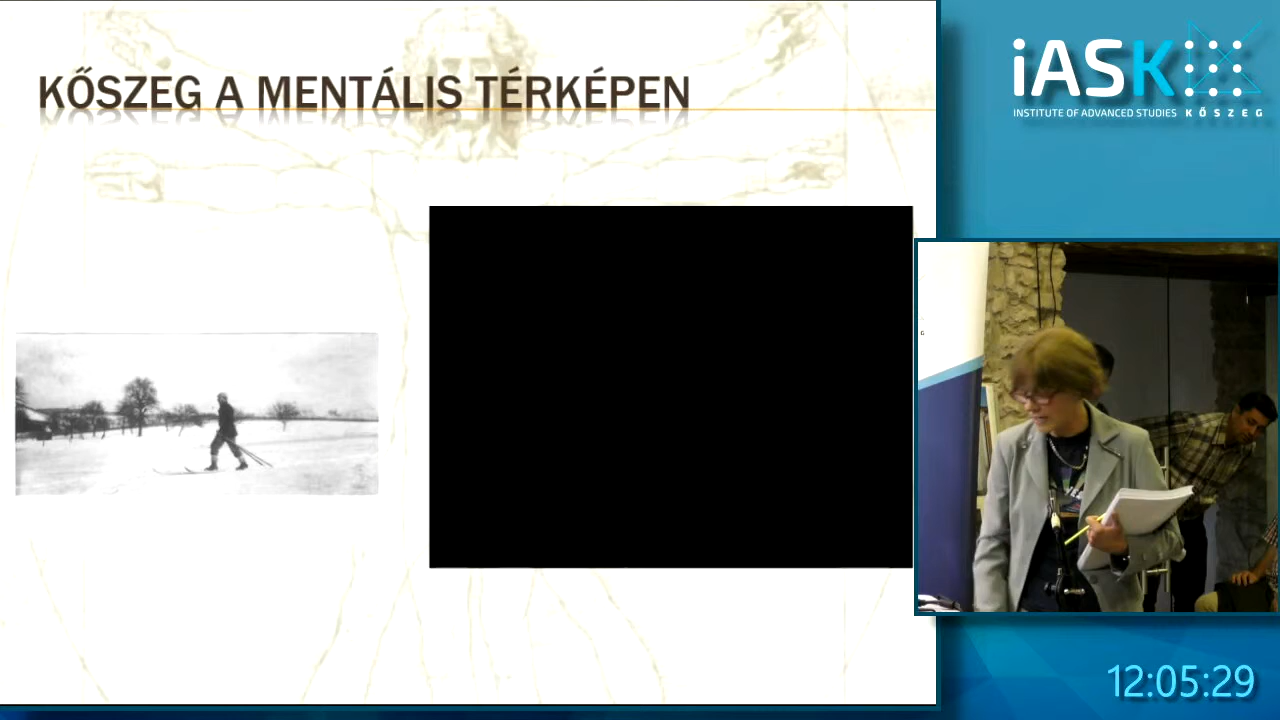 KŐSZEG A MENTÁLIS TÉRKÉPEN
iASK
INSTITUTE OF ADVANCED STUDIES KŐSZEG
12:05:29